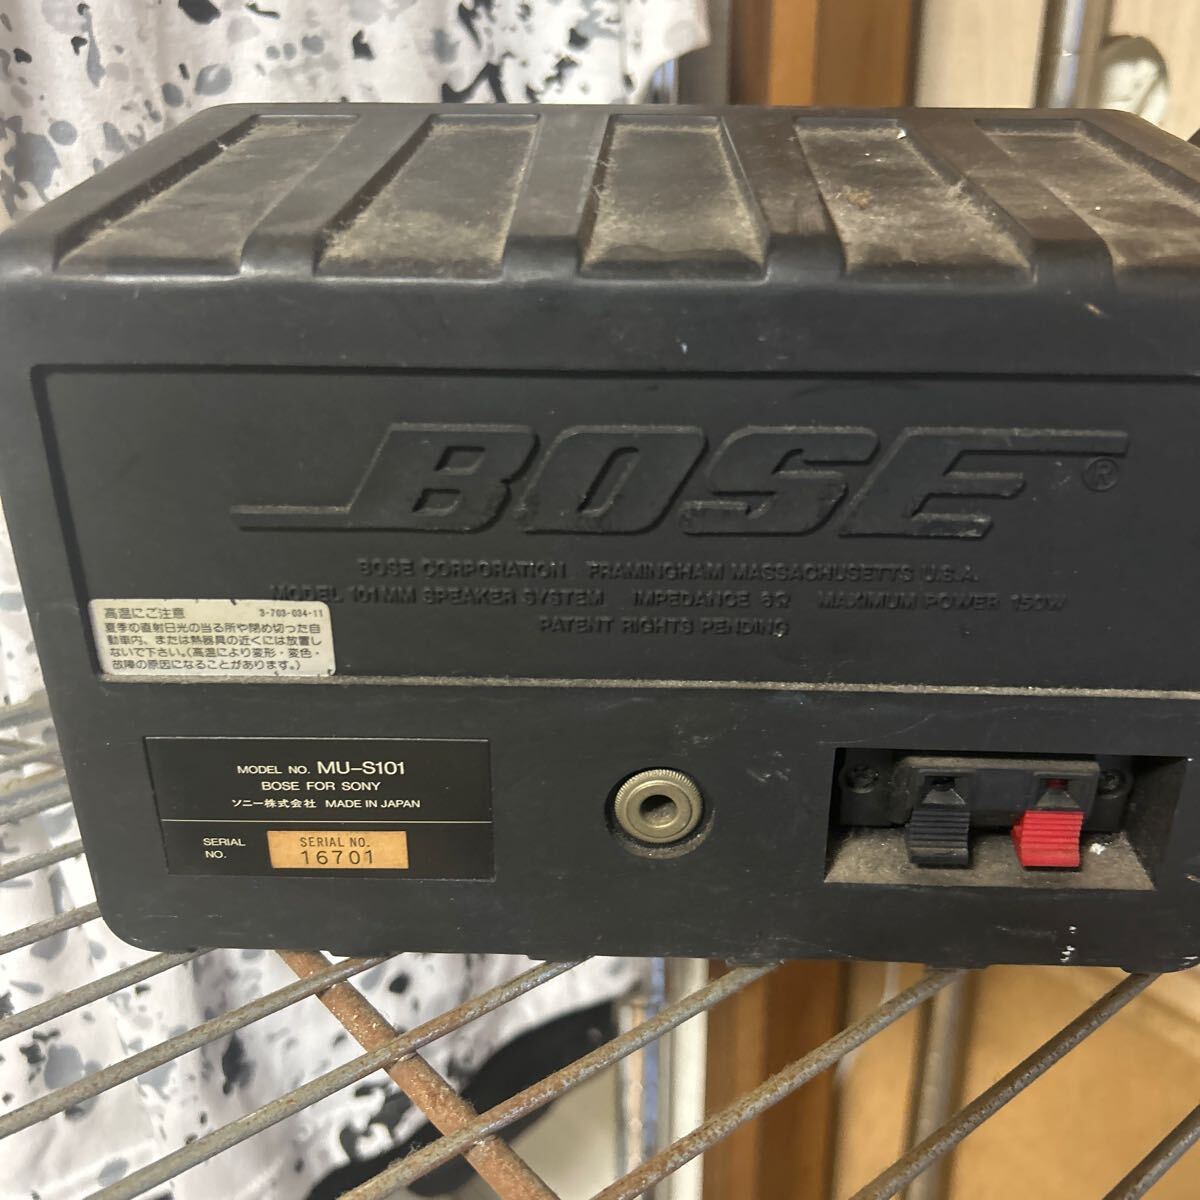 BOSE®
BOSE CORPORATION FRAMINGHAM MASSACHUSETTS U.S.A.
MODEL 101MM SPEAKER SYSTEM IMPEDANCE 6Ω MAXIMUM POWER 150W
PATENT RIGHTS PENDING
高温にご注意 3-703-034-11
夏季の直射日光の当る所や閉め切った自
動車内、または熱器具の近くには放置し
ないで下さい。(高温により変形・変色・
故障の原因になることがあります。)
MODEL NO. MU-S101
BOSE FOR SONY
ソニー株式会社 MADE IN JAPAN
SERIAL
NO.
SERIAL NO.
16701